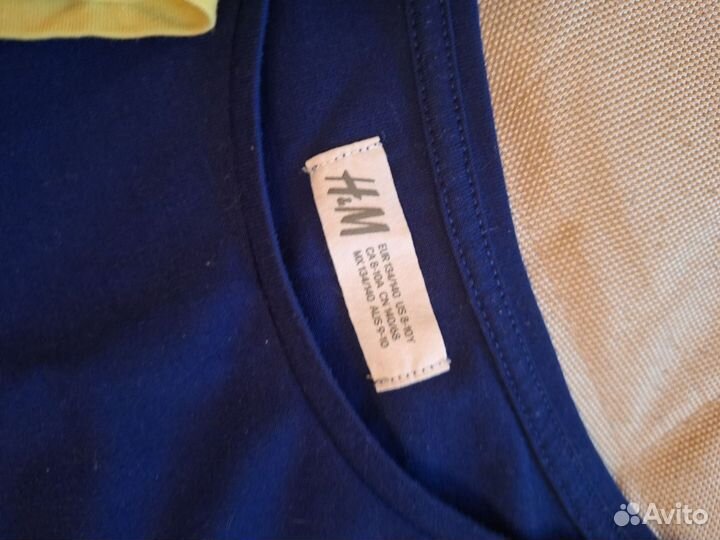 H&M
EUR 134/140 US 8-10Y
CA 8-10A CN 140/68
MX 134/140 AUS 9-10
Avito